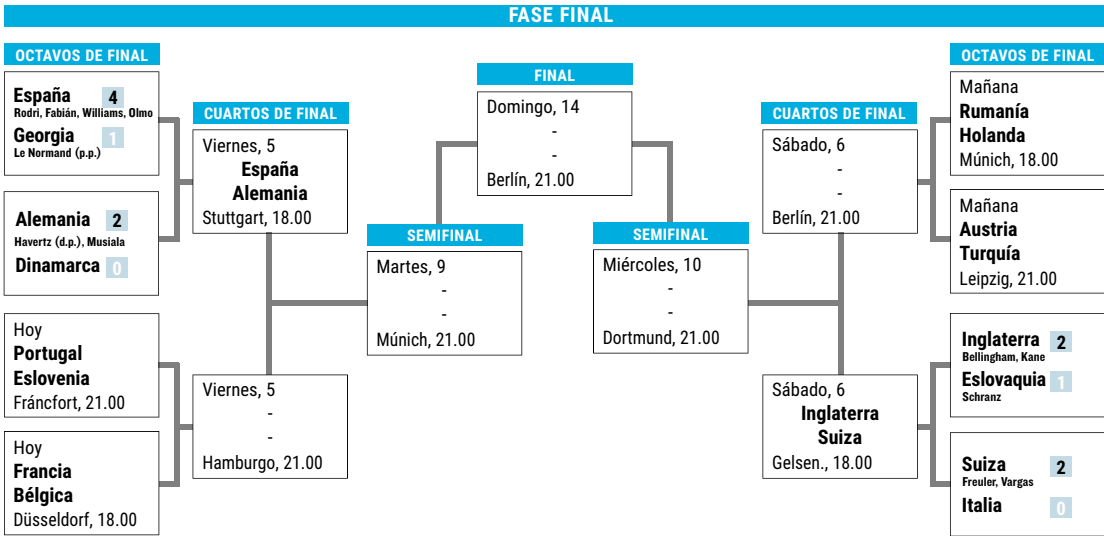 FASE FINAL
OCTAVOS DE FINAL
España 4
Rodri, Fabián, Williams, Olmo
Georgia 1
Le Normand (p.p.)
Alemania 2
Havertz (d.p.), Musiala
Dinamarca 0
Hoy
Portugal
Eslovenia
Fráncfort, 21.00
Hoy
Francia
Bélgica
Düsseldorf, 18.00
CUARTOS DE FINAL
Viernes, 5
España
Alemania
Stuttgart, 18.00
Viernes, 5
-
-
Hamburgo, 21.00
SEMIFINAL
Martes, 9
-
-
Múnich, 21.00
FINAL
Domingo, 14
-
-
Berlín, 21.00
SEMIFINAL
Miércoles, 10
-
-
Dortmund, 21.00
CUARTOS DE FINAL
Sábado, 6
-
-
Berlín, 21.00
Sábado, 6
Inglaterra
Suiza
Gelsen., 18.00
OCTAVOS DE FINAL
Mañana
Rumanía
Holanda
Múnich, 18.00
Mañana
Austria
Turquía
Leipzig, 21.00
Inglaterra 2
Bellingham, Kane
Eslovaquia 1
Schranz
Suiza 2
Freuler, Vargas
Italia 0